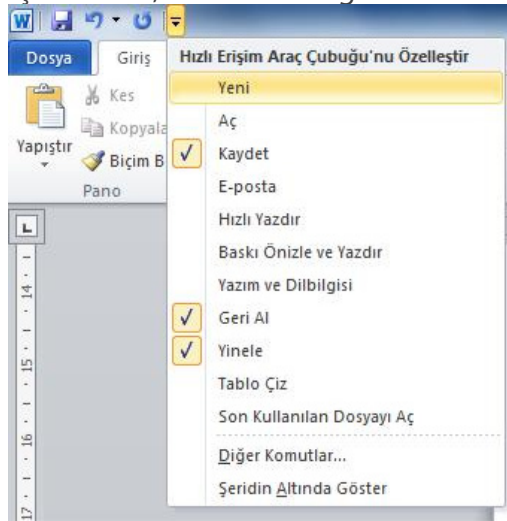 W
Dosya Giriş
Hızlı Erişim Araç Çubuğu'nu Özelleştir
Yeni
Aç
Kaydet
E-posta
Hızlı Yazdır
Baskı Önizle ve Yazdır
Yazım ve Dilbilgisi
Geri Al
Yinele
Tablo Çiz
Son Kullanılan Dosyayı Aç
Diğer Komutlar...
Şeridin Altında Göster
Yapıştır
Kes
Kopyala
Biçim B
Pano
L
14
15
16
17